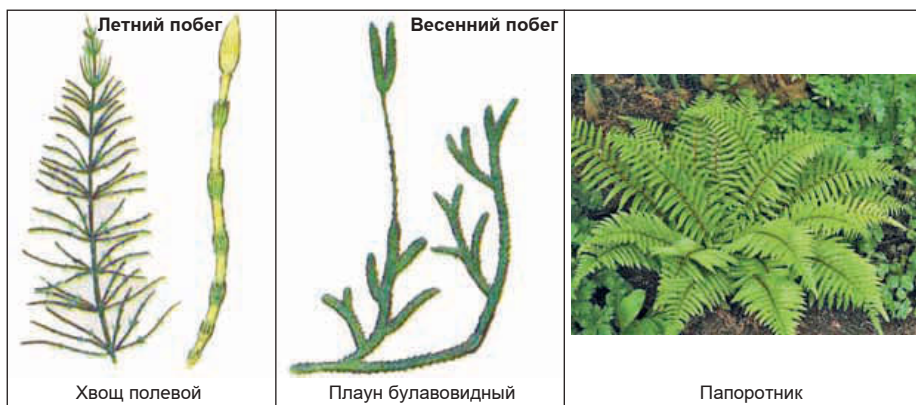 Летний побег
Весенний побег
Хвощ полевой
Плаун булавовидный
Папоротник